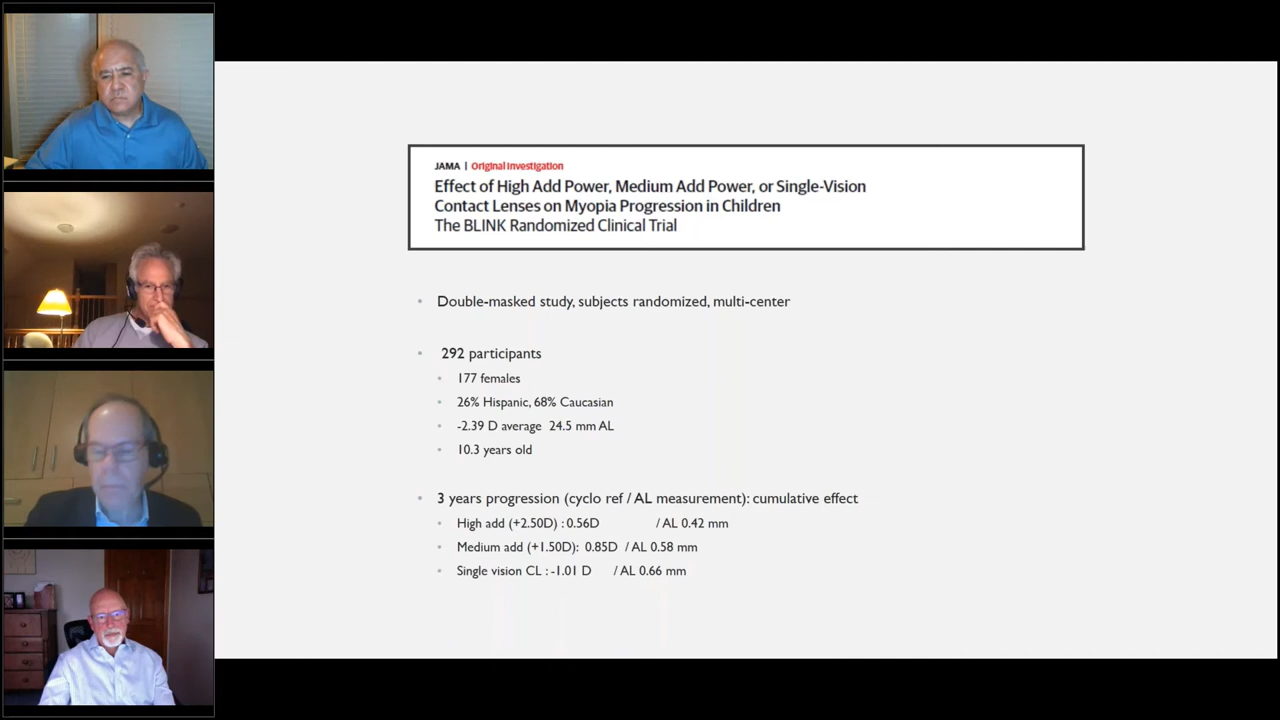 JAMA | Original Investigation
Effect of High Add Power, Medium Add Power, or Single-Vision
Contact Lenses on Myopia Progression in Children
The BLINK Randomized Clinical Trial
• Double-masked study, subjects randomized, multi-center
• 292 participants
• 177 females
• 26% Hispanic, 68% Caucasian
• -2.39 D average 24.5 mm AL
• 10.3 years old
• 3 years progression (cyclo ref / AL measurement): cumulative effect
• High add (+2.50D) : 0.56D / AL 0.42 mm
• Medium add (+1.50D): 0.85D / AL 0.58 mm
• Single vision CL : -1.01 D / AL 0.66 mm